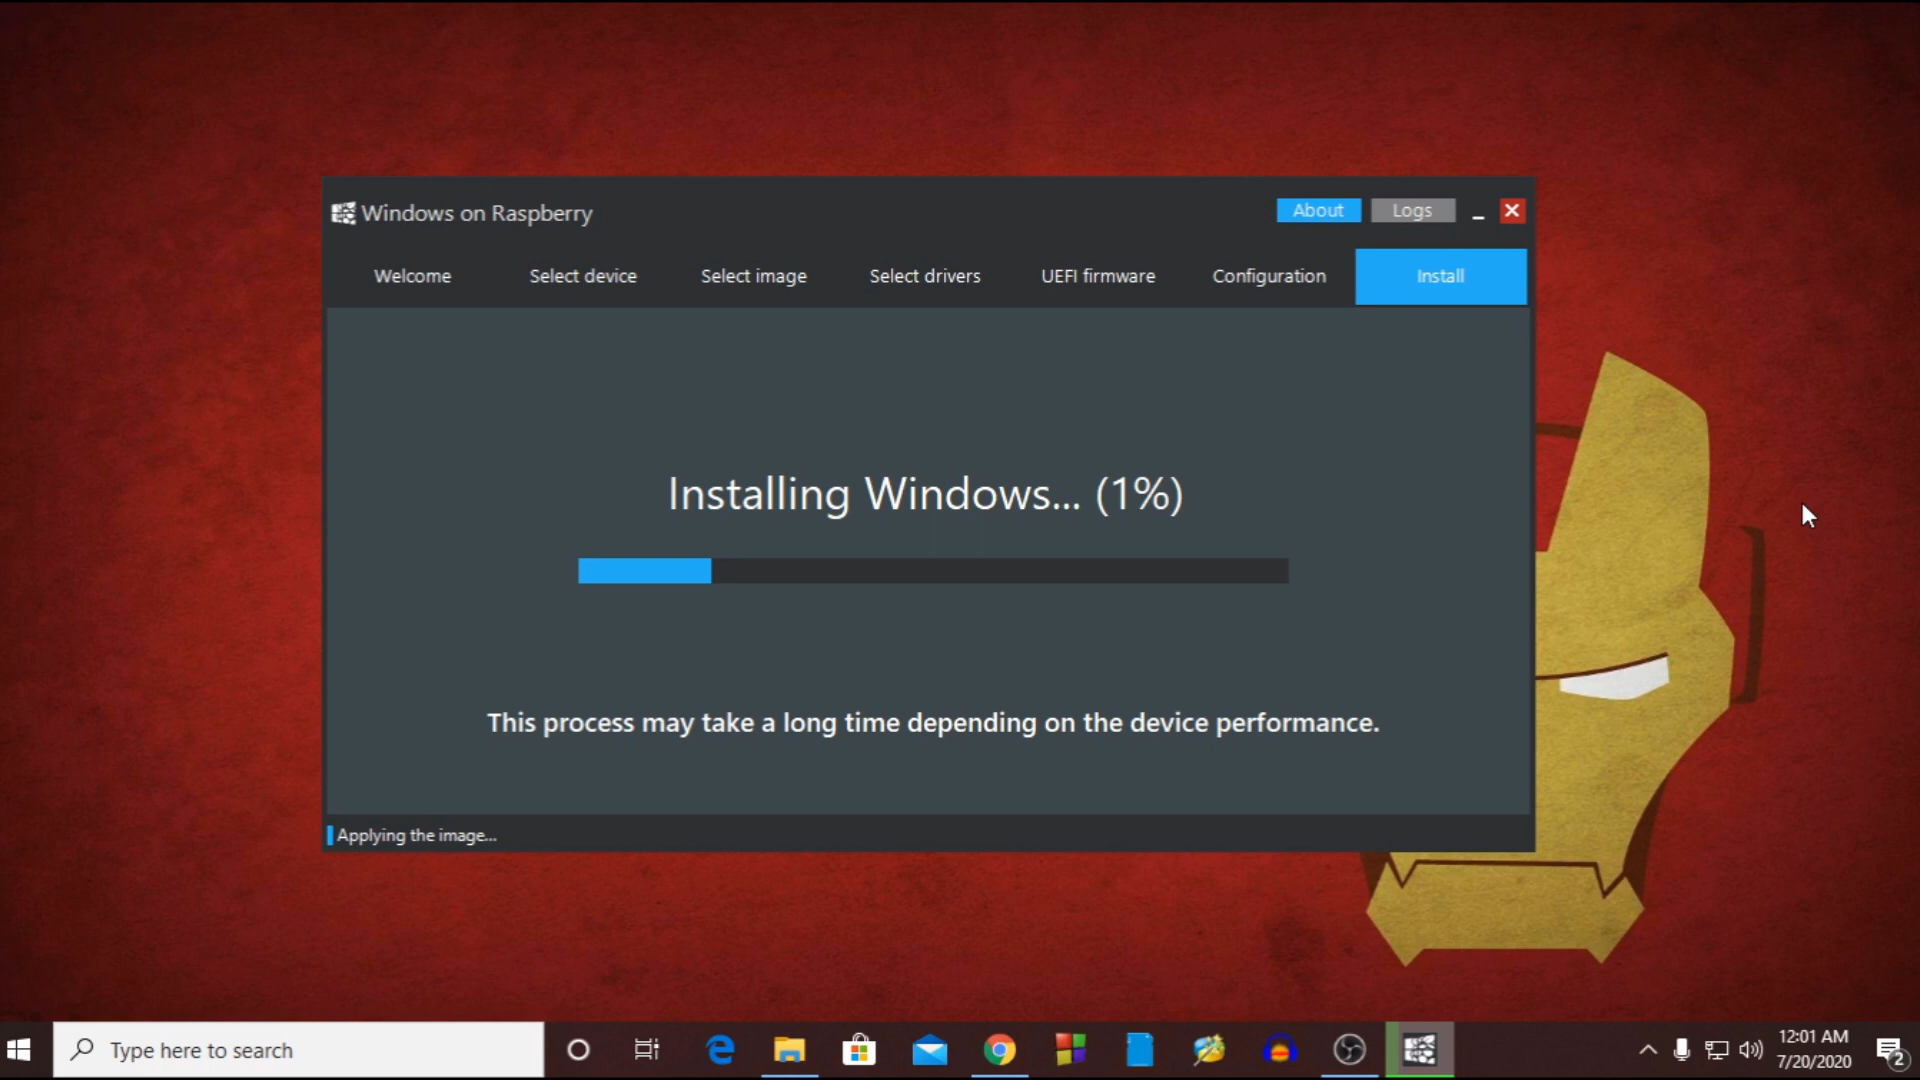 Windows on Raspberry
About
Logs
Welcome
Select device
Select image
Select drivers
UEFI firmware
Configuration
Install
Installing Windows... (1%)
This process may take a long time depending on the device performance.
Applying the image...
Type here to search
12:01 AM
7/20/2020
2